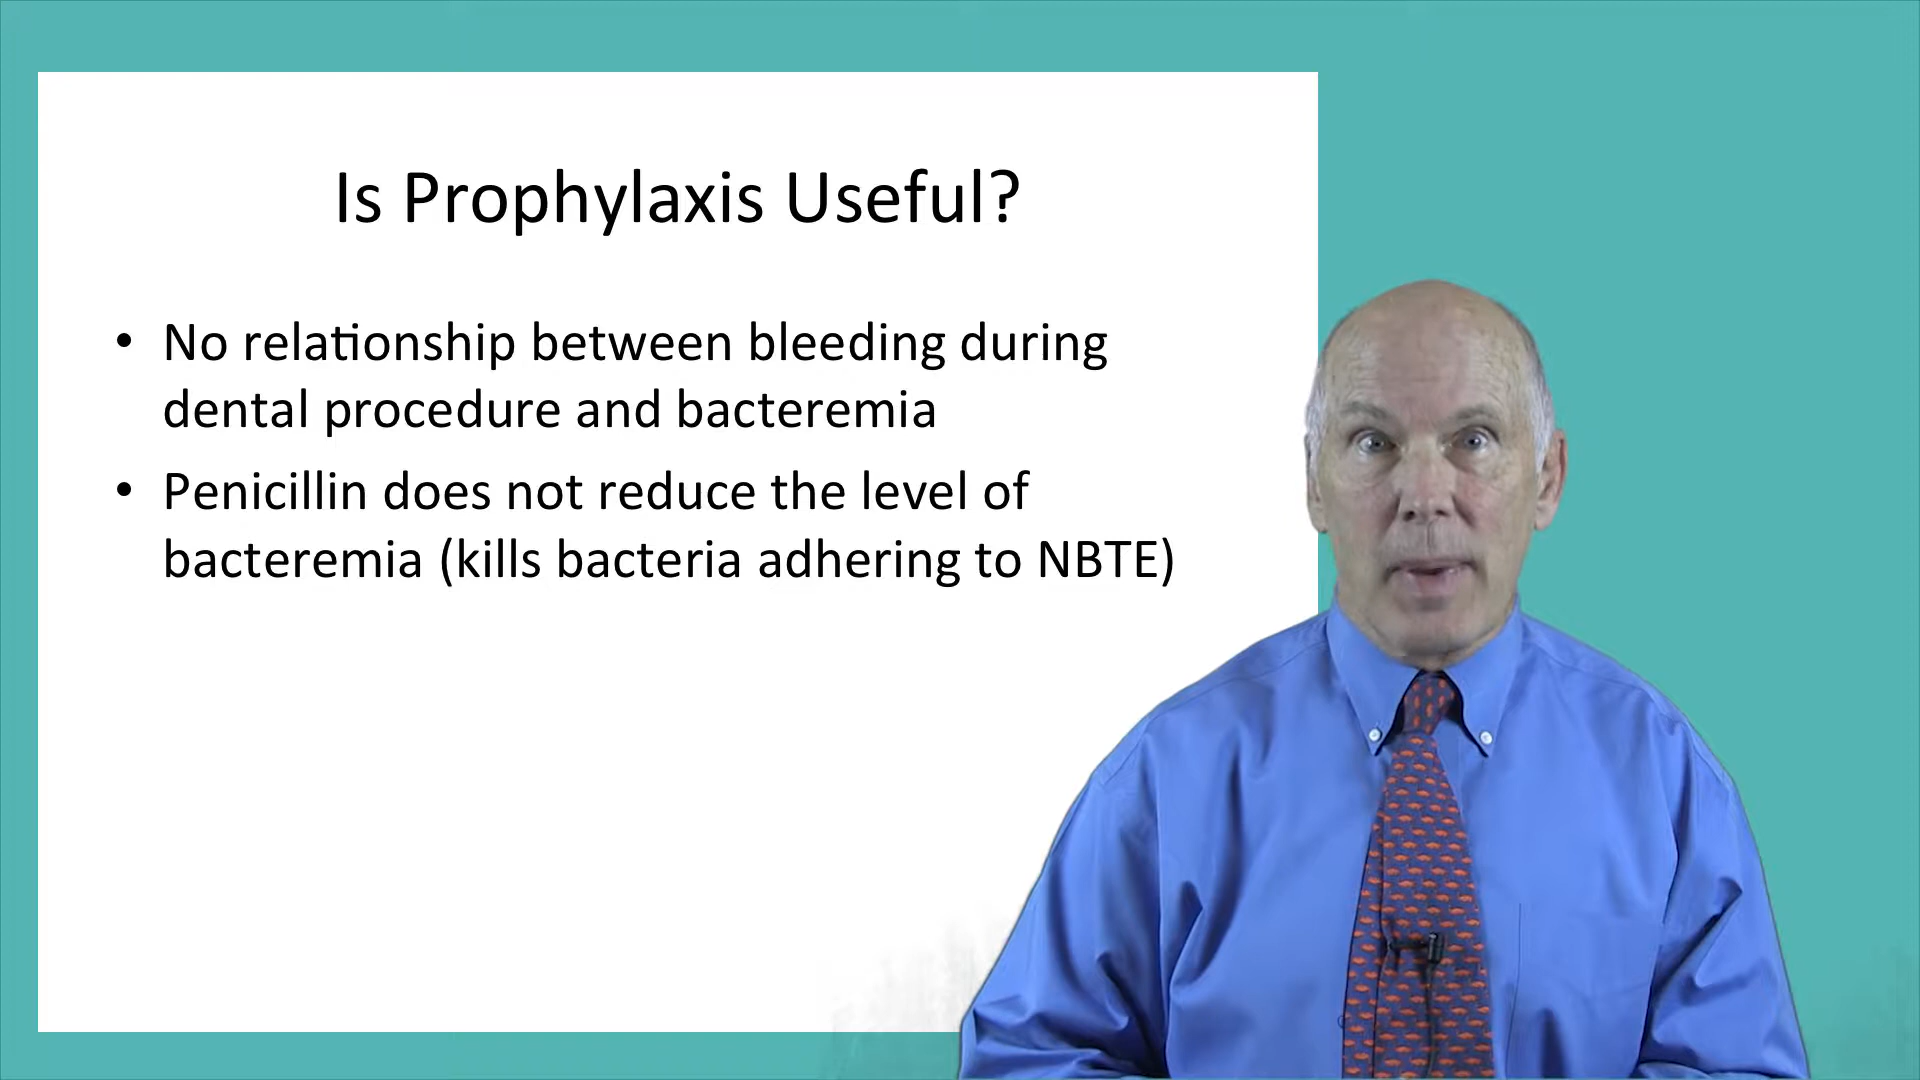 Is Prophylaxis Useful?
• No relationship between bleeding during
dental procedure and bacteremia
• Penicillin does not reduce the level of
bacteremia (kills bacteria adhering to NBTE)